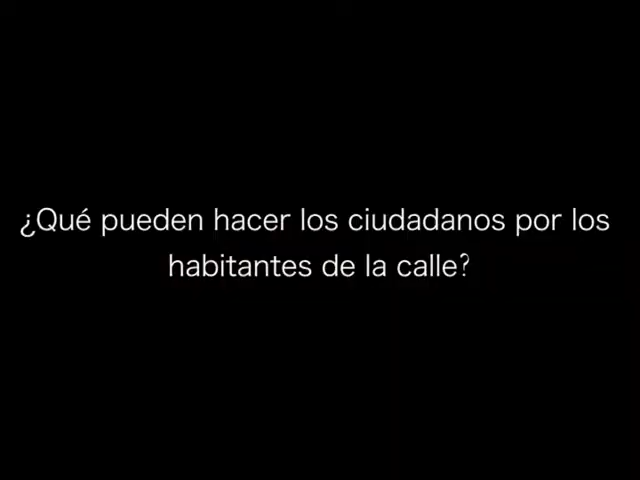 ¿Qué pueden hacer los ciudadanos por los
habitantes de la calle?